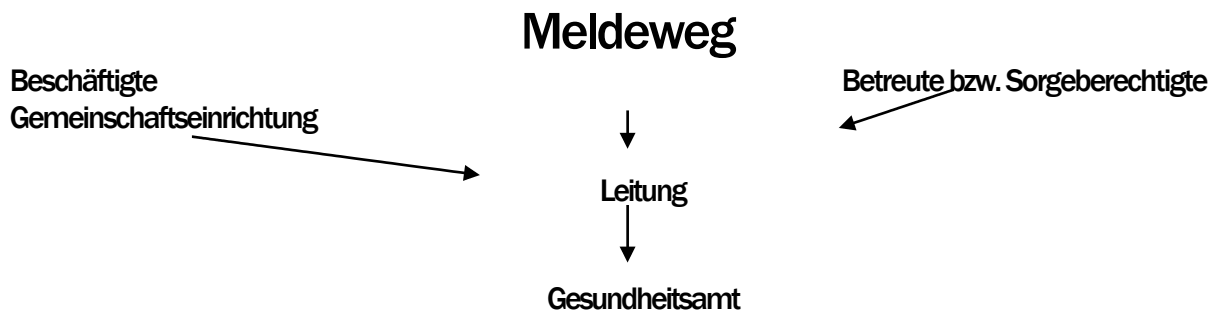 Meldeweg
Beschäftigte
Gemeinschaftseinrichtung
Betreute bzw. Sorgeberechtigte
Leitung
Gesundheitsamt